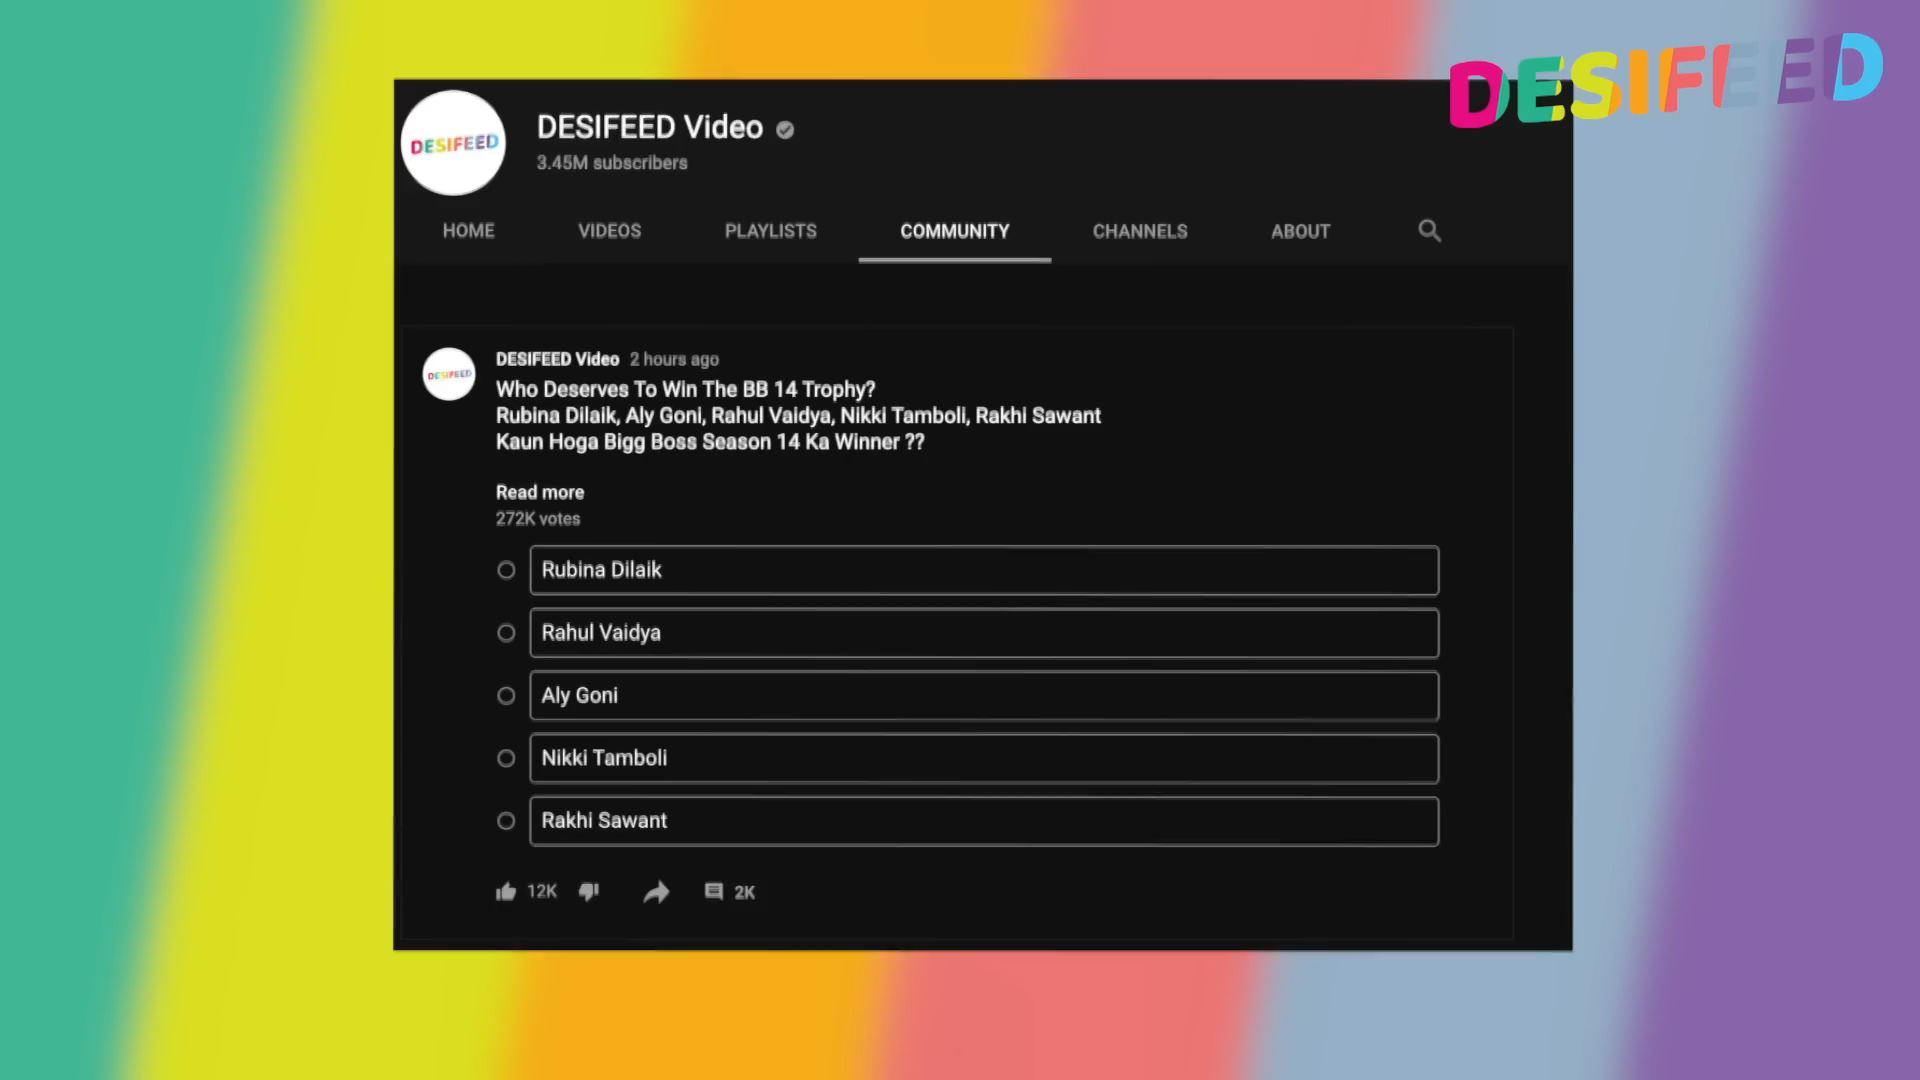 DESIFEED
DESIFEED
DESIFEED Video
3.45M subscribers
HOME VIDEOS PLAYLISTS COMMUNITY CHANNELS ABOUT
DESIFEED
DESIFEED Video 2 hours ago
Who Deserves To Win The BB 14 Trophy?
Rubina Dilaik, Aly Goni, Rahul Vaidya, Nikki Tamboli, Rakhi Sawant
Kaun Hoga Bigg Boss Season 14 Ka Winner ??
Read more
272K votes
Rubina Dilaik
Rahul Vaidya
Aly Goni
Nikki Tamboli
Rakhi Sawant
12K 2K